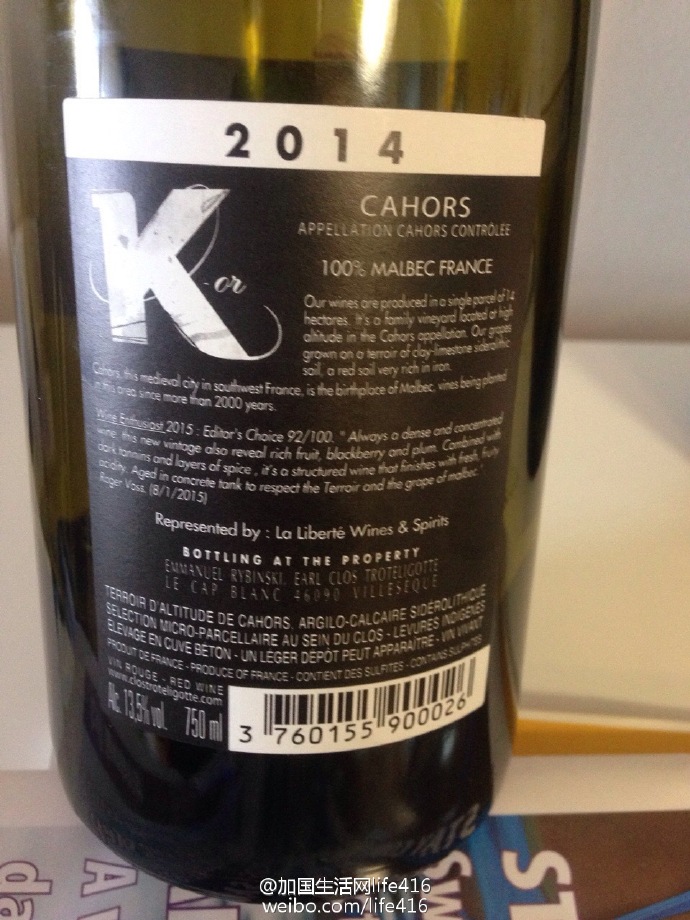 2014
K-or
CAHORS
APPELLATION CAHORS CONTRÔLÉE
100% MALBEC FRANCE
Our wines are produced in a single parcel of 14
hectares. It's a family vineyard located at high
altitude in the Cahors appellation. Our grapes
grown on a terroir of clay-limestone siderolithic
soil, a red soil very rich in iron.
Cahors, this medieval city in southwest France, is the birthplace of Malbec, vines being planted
in this area since more than 2000 years.
Wine Enthusiast 2015 : Editor's Choice 92/100. " Always a dense and concentrated
wine, this new vintage also reveal rich fruit, blackberry and plum. Combined with
dark tannins and layers of spice , it's a structured wine that finishes with fresh, fruity
acidity. Aged in concrete tank to respect the Terroir and the grape of malbec. "
Roger Voss. (8/1/2015)
Represented by : La Liberté Wines & Spirits
BOTTLING AT THE PROPERTY
EMMANUEL RYBINSKI, EARL CLOS TROTELIGOTTE
LE CAP BLANC 46090 VILLESEQUE
TERROIR D'ALTITUDE DE CAHORS, ARGILO-CALCAIRE SIDÉROLITHIQUE
SELECTION MICRO-PARCELLAIRE AU SEIN DU CLOS - LEVURES INDIGÈNES
ÉLEVAGE EN CUVE BÉTON - UN LÉGER DÉPÔT PEUT APPARAÎTRE - VIN VIVANT
PRODUIT DE FRANCE - PRODUCE OF FRANCE - CONTIENT DES SULFITES - CONTAINS SULPHITES
VIN ROUGE - RED WINE
www.clostroteligotte.com
Alc. 13,5% vol. 750 ml
3 760155 900026
@加国生活网life416
weibo.com/life416